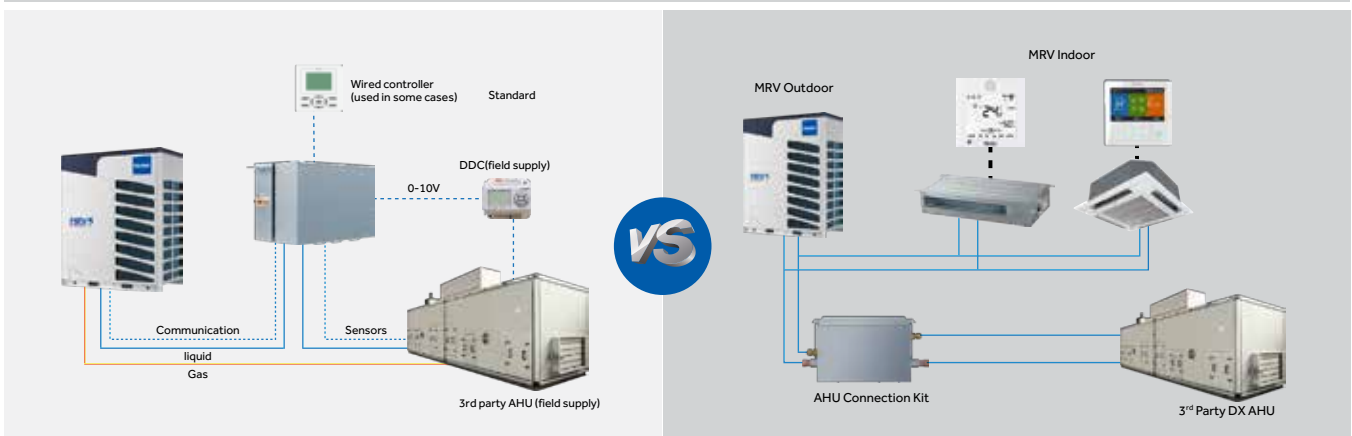 Wired controller
(used in some cases)
Standard
DDC(field supply)
0-10V
Communication
Sensors
liquid
Gas
3rd party AHU (field supply)
VS
MRV Indoor
MRV Outdoor
AHU Connection Kit
3rd Party DX AHU